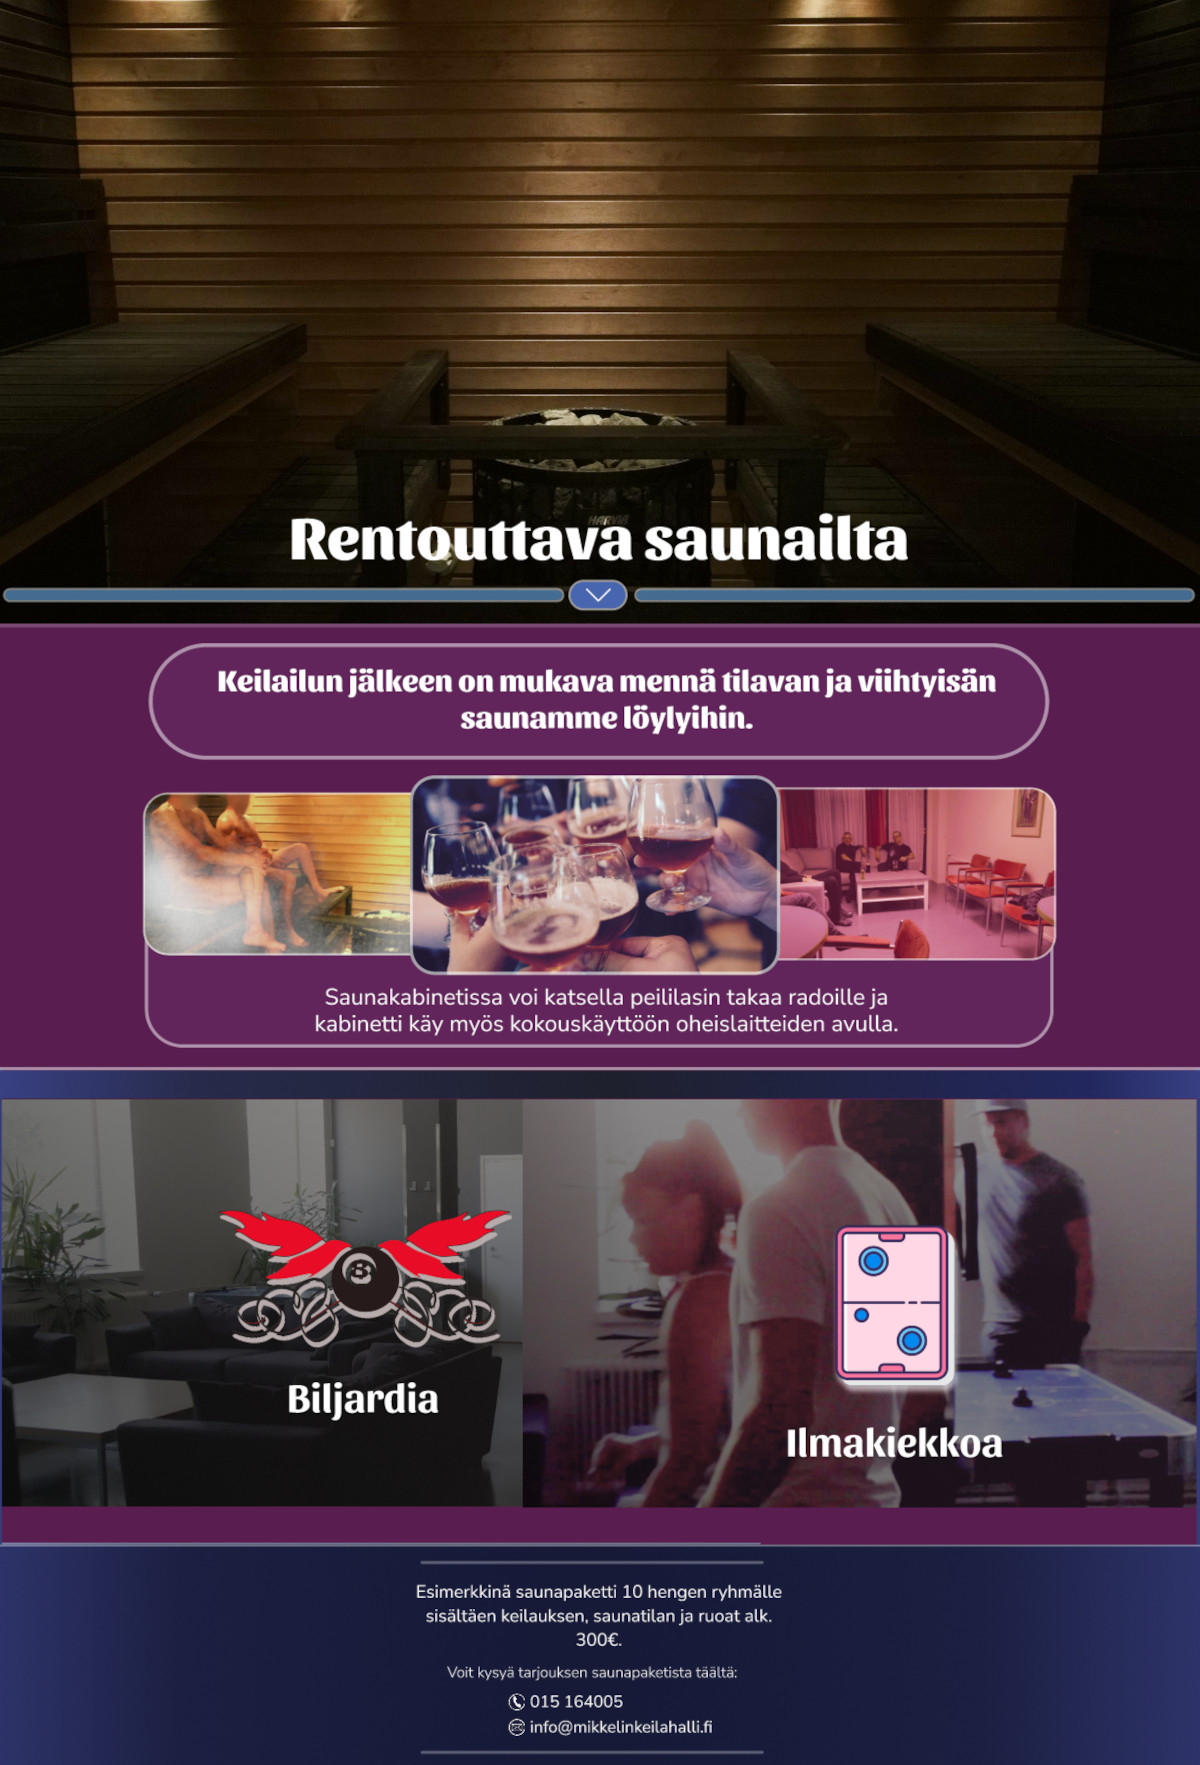 Rentouttava saunailta
Keilailun jälkeen on mukava mennä tilavan ja viihtyisän
saunamme löylyihin.
Saunakabinetissa voi katsella peililasin takaa radoille ja
kabinetti käy myös kokouskäyttöön oheislaitteiden avulla.
8
Biljardia
Ilmakiekkoa
Esimerkkinä saunapaketti 10 hengen ryhmälle
sisältäen keilauksen, saunatilan ja ruoat alk.
300€.
Voit kysyä tarjouksen saunapaketista täältä:
015 164005
info@mikkelinkeilahalli.fi